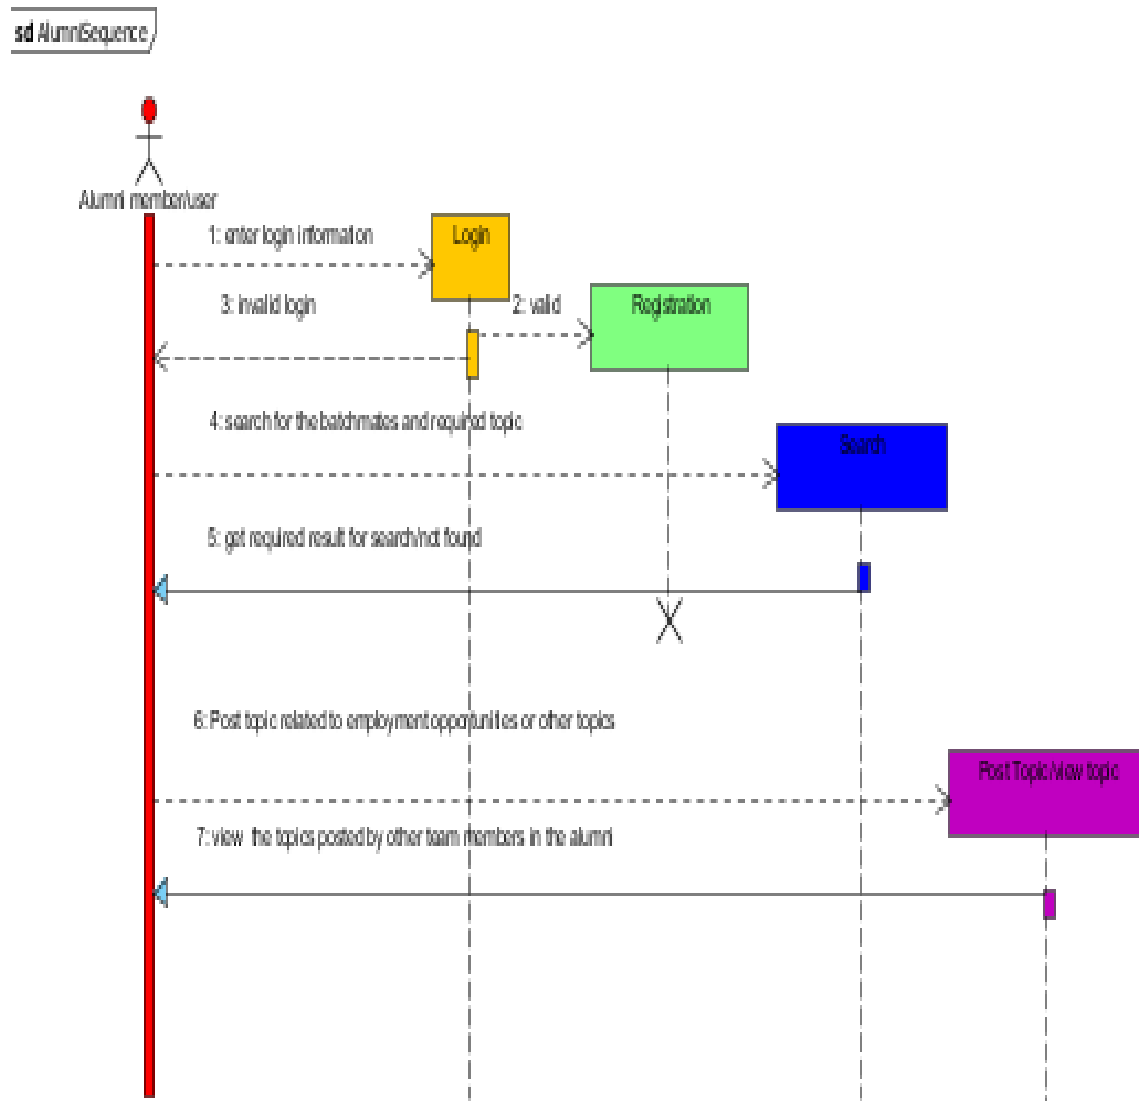 sd AlumniSequence
Alumni member/user
1: enter login information
Login
3: invalid login
2: valid
Registration
4: search for the batchmates and required topic
Search
5: get required result for search/not found
6: Post topic related to employment opportunities or other topics
Post Topic/view topic
7: view the topics posted by other team members in the alumni